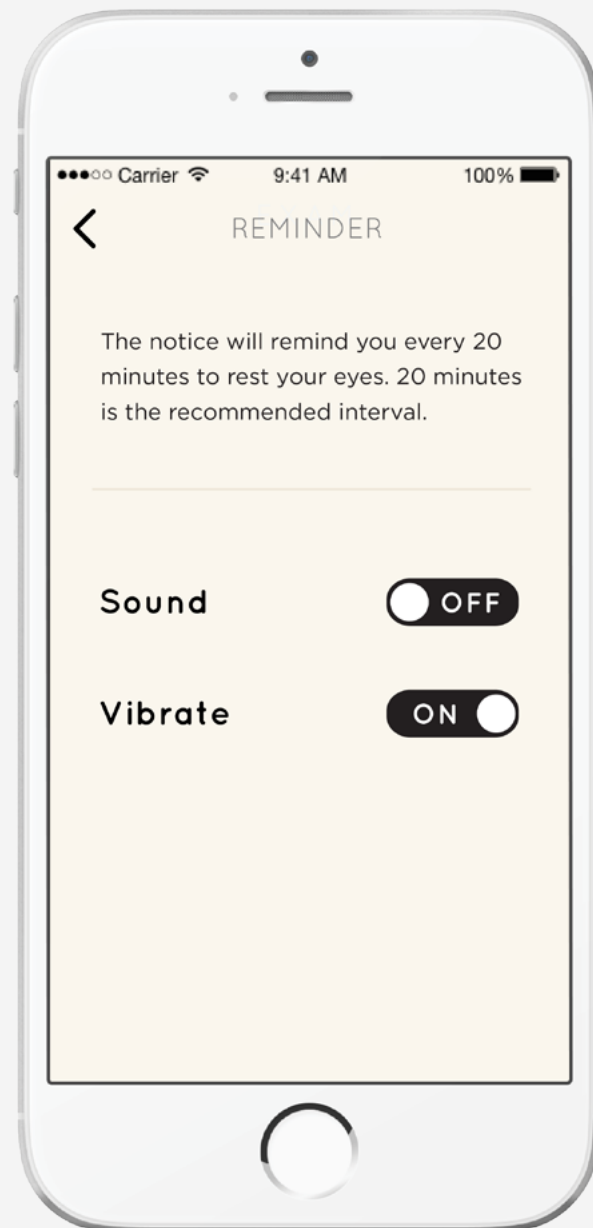 Carrier 9:41 AM 100%
REMINDER
The notice will remind you every 20
minutes to rest your eyes. 20 minutes
is the recommended interval.
Sound OFF
Vibrate ON